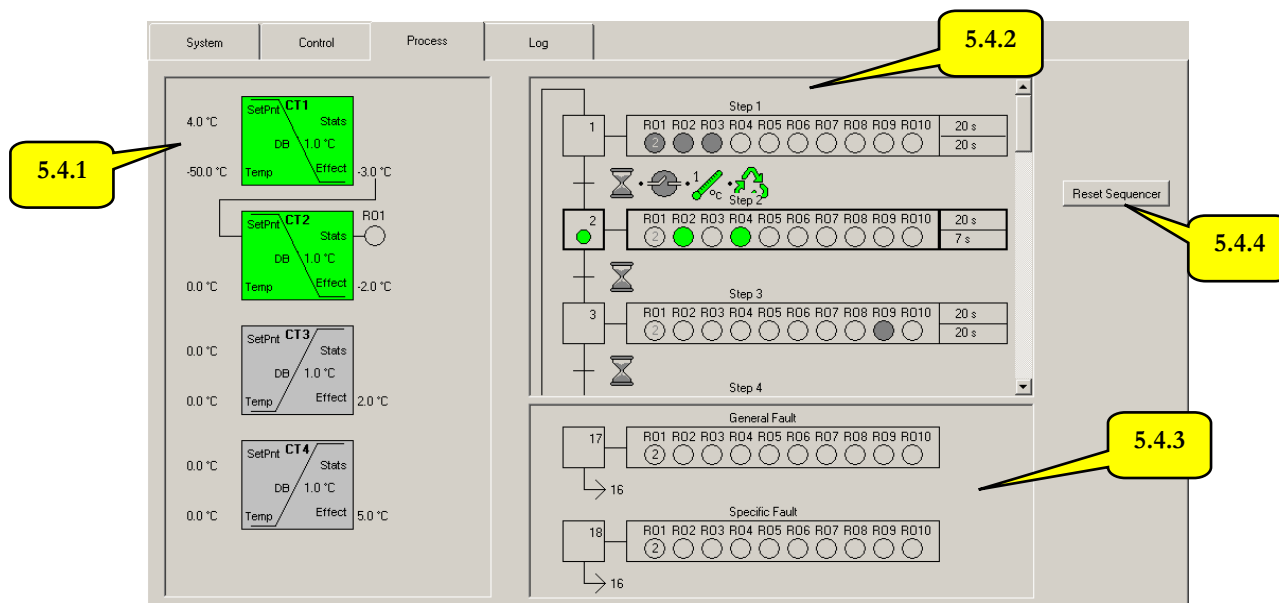 System Control Process Log
5.4.1
5.4.2
5.4.3
5.4.4
SetPnt CT1
4.0 °C
Stats
DB 1.0 °C
-50.0 °C Temp Effect -3.0 °C
CT2 RO1
Stats
DB 1.0 °C
0.0 °C Temp Effect -2.0 °C
SetPnt CT3
0.0 °C Stats
DB 1.0 °C
0.0 °C Temp Effect 2.0 °C
SetPnt CT4
0.0 °C Stats
DB 1.0 °C
0.0 °C Temp Effect 5.0 °C
Step 1
1 RO1 RO2 RO3 RO4 RO5 RO6 RO7 RO8 RO9 RO10 20 s
2 20 s
1 °C
Step 2
2 RO1 RO2 RO3 RO4 RO5 RO6 RO7 RO8 RO9 RO10 20 s
2 7 s
Step 3
3 RO1 RO2 RO3 RO4 RO5 RO6 RO7 RO8 RO9 RO10 20 s
2 20 s
Step 4
General Fault
17 RO1 RO2 RO3 RO4 RO5 RO6 RO7 RO8 RO9 RO10
2
16
Specific Fault
18 RO1 RO2 RO3 RO4 RO5 RO6 RO7 RO8 RO9 RO10
2
16
Reset Sequencer